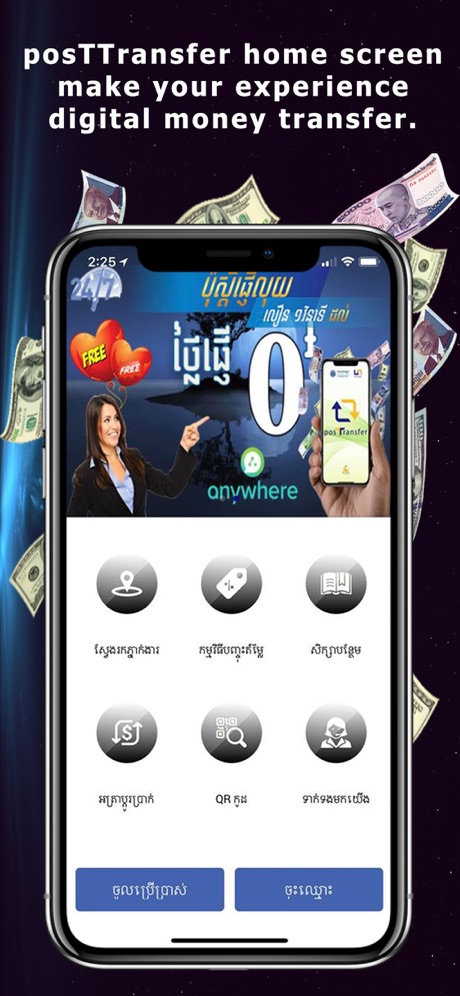 posTTransfer home screen
make your experience
digital money transfer.
2:25
24/7
ប៉ុស្តិ៍ផ្ញើលុយ
លឿន ១វិនាទី ដល់
ថ្លៃផ្ញើ 0៛
FREE
FREE
pos Transfer
anywhere
ស្វែងរកភ្នាក់ងារ
កម្មវិធីបញ្ចុះតម្លៃ
សិក្សាបន្ថែម
អត្រាប្តូរប្រាក់
QR កូដ
ទាក់ទងមកយើង
ចូលប្រើប្រាស់
ចុះឈ្មោះ